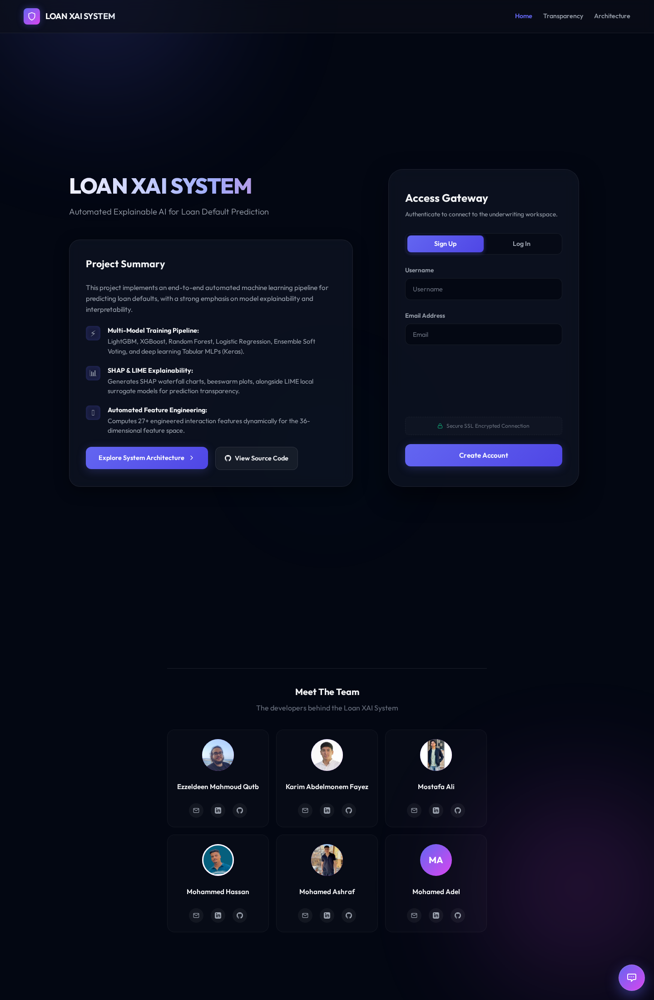 LOAN XAI SYSTEM
Home
Transparency
Architecture
LOAN XAI SYSTEM
Automated Explainable AI for Loan Default Prediction
Project Summary
This project implements an end-to-end automated machine learning pipeline for
predicting loan defaults, with a strong emphasis on model explainability and
interpretability.
Multi-Model Training Pipeline:
LightGBM, XGBoost, Random Forest, Logistic Regression, Ensemble Soft
Voting, and deep learning Tabular MLPs (Keras).
SHAP & LIME Explainability:
Generates SHAP waterfall charts, beeswarm plots, alongside LIME local
surrogate models for prediction transparency.
Automated Feature Engineering:
Computes 27+ engineered interaction features dynamically for the 36-
dimensional feature space.
Explore System Architecture
View Source Code
Access Gateway
Authenticate to connect to the underwriting workspace.
Sign Up
Log In
Username
Username
Email Address
Email
Secure SSL Encrypted Connection
Create Account
Meet The Team
The developers behind the Loan XAI System
Ezzeldeen Mahmoud Qutb
Karim Abdelmonem Fayez
Mostafa Ali
Mohammed Hassan
Mohamed Ashraf
MA
Mohamed Adel